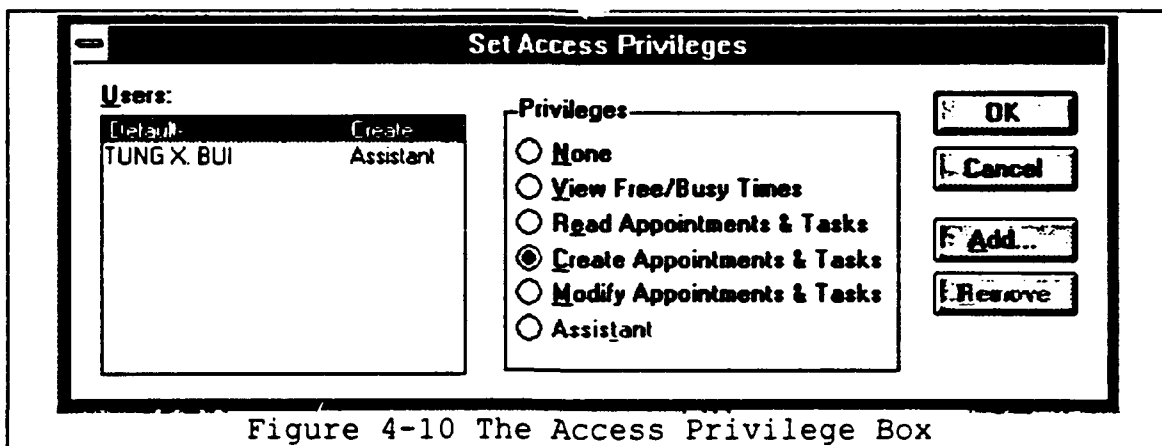 Set Access Privileges
Users:
-Default- Create
TUNG X. BUI Assistant
Privileges
None
View Free/Busy Times
Read Appointments & Tasks
Create Appointments & Tasks
Modify Appointments & Tasks
Assistant
OK
Cancel
Add...
Remove
Figure 4-10 The Access Privilege Box